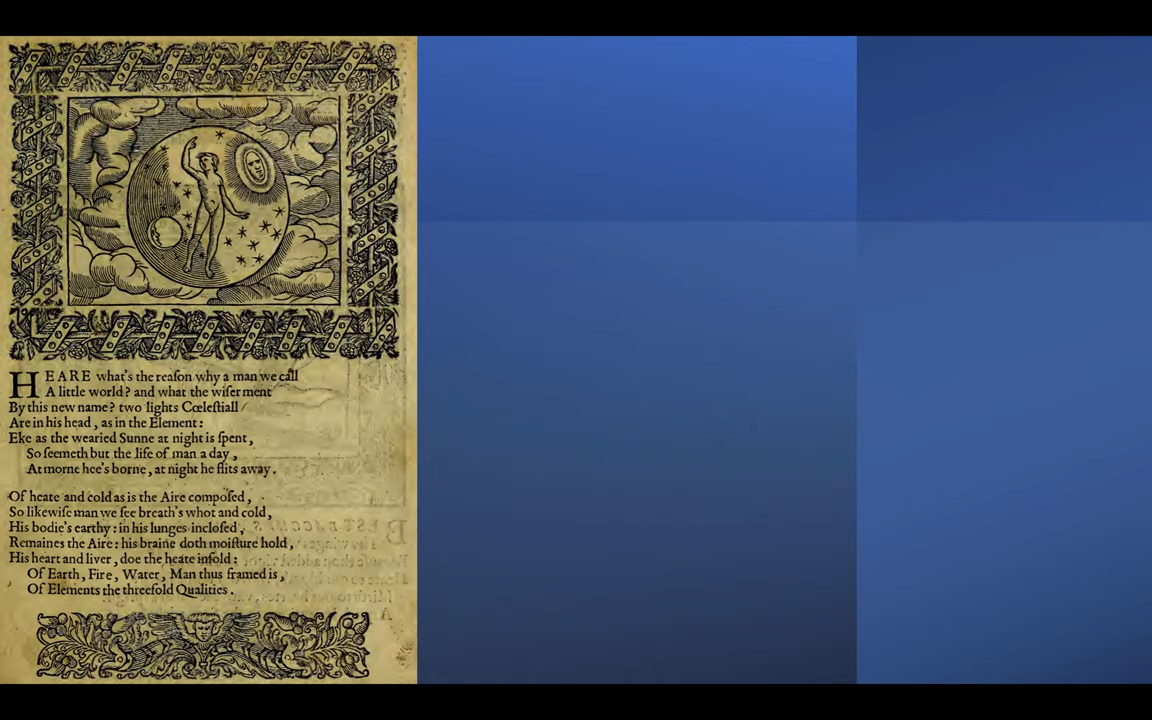 HEARE what's the reaſon why a man we call
A little world? and what the wiſer ment
By this new name? two lights Cœleſtiall
Are in his head, as in the Element:
Eke as the wearied Sunne at night is ſpent,
So ſeemeth but the life of man a day,
At morne hee's borne, at night he flits away.
Of heate and cold as is the Aire compoſed,
So likewiſe man we ſee breath's whot and cold,
His bodie's earthy: in his lunges incloſed,
Remaines the Aire: his braine doth moiſture hold,
His heart and liver, doe the heate infold:
Of Earth, Fire, Water, Man thus framed is,
Of Elements the threefold Qualities.